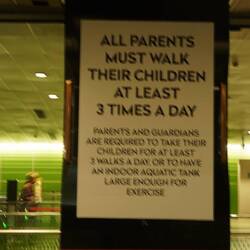 ALL PARENTS
MUST WALK
THEIR CHILDREN
AT LEAST
3 TIMES A DAY
PARENTS AND GUARDIANS
ARE REQUIRED TO TAKE THEIR
CHILDREN FOR AT LEAST
3 WALKS A DAY. OR TO HAVE
AN INDOOR AQUATIC TANK
LARGE ENOUGH FOR
EXERCISE